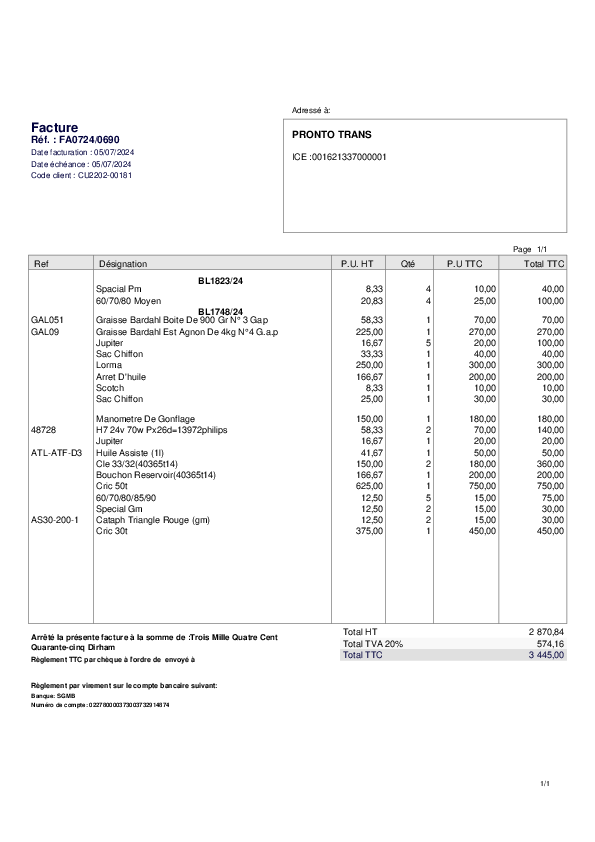 Adressé à:
Facture
Réf. : FA0724/0690
Date facturation : 05/07/2024
Date échéance : 05/07/2024
Code client : CU2202-00181
PRONTO TRANS
ICE :001621337000001
Page 1/1
Ref Désignation P.U. HT Qté P.U TTC Total TTC
BL1823/24
Spacial Pm 8,33 4 10,00 40,00
60/70/80 Moyen 20,83 4 25,00 100,00
BL1748/24
GAL051 Graisse Bardahl Boite De 900 Gr N° 3 Gap 58,33 1 70,00 70,00
GAL09 Graisse Bardahl Est Agnon De 4kg N°4 G.a.p 225,00 1 270,00 270,00
Jupiter 16,67 5 20,00 100,00
Sac Chiffon 33,33 1 40,00 40,00
Lorma 250,00 1 300,00 300,00
Arret D'huile 166,67 1 200,00 200,00
Scotch 8,33 1 10,00 10,00
Sac Chiffon 25,00 1 30,00 30,00
Manometre De Gonflage 150,00 1 180,00 180,00
48728 H7 24v 70w Px26d=13972philips 58,33 2 70,00 140,00
Jupiter 16,67 1 20,00 20,00
ATL-ATF-D3 Huile Assiste (1l) 41,67 1 50,00 50,00
Cle 33/32(40365t14) 150,00 2 180,00 360,00
Bouchon Reservoir(40365t14) 166,67 1 200,00 200,00
Cric 50t 625,00 1 750,00 750,00
60/70/80/85/90 12,50 5 15,00 75,00
Special Gm 12,50 2 15,00 30,00
AS30-200-1 Cataph Triangle Rouge (gm) 12,50 2 15,00 30,00
Cric 30t 375,00 1 450,00 450,00
Total HT 2 870,84
Arrêté la présente facture à la somme de :Trois Mille Quatre Cent
Quarante-cinq Dirham
Total TVA 20% 574,16
Total TTC 3 445,00
Règlement TTC par chèque à l'ordre de envoyé à
Règlement par virement sur le compte bancaire suivant:
Banque: SGMB
Numéro de compte:
1/1